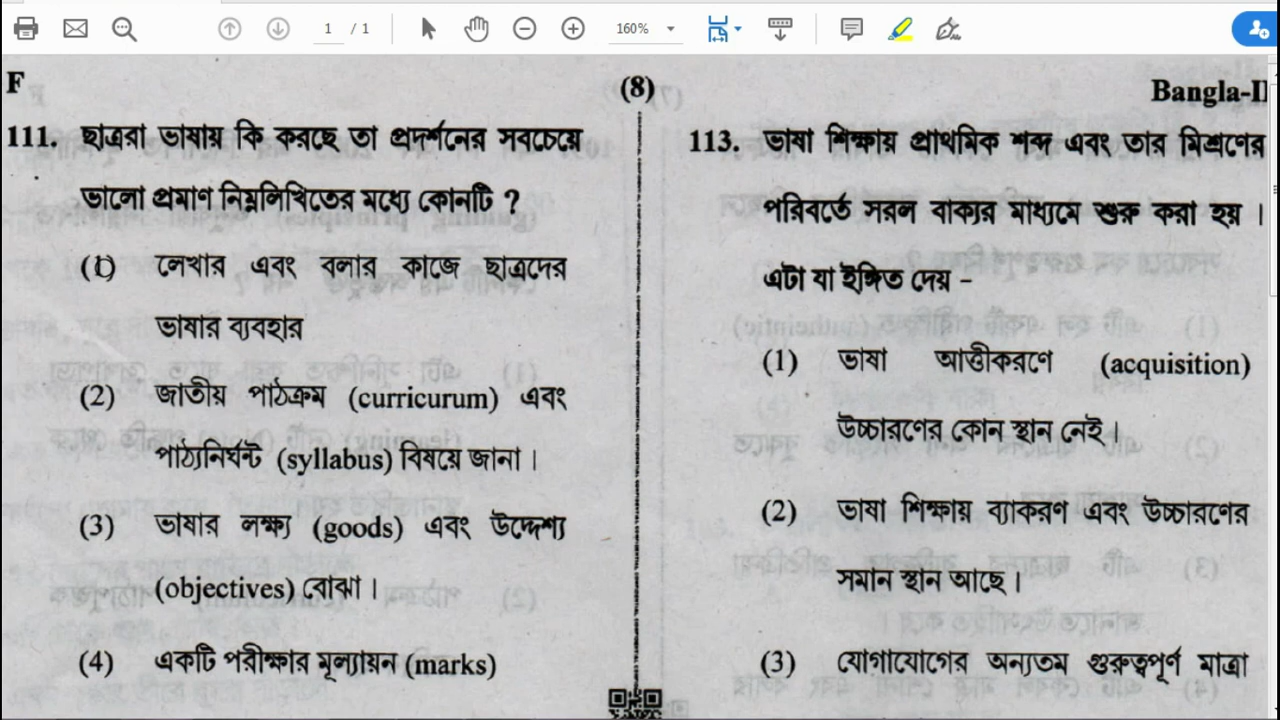 1 / 1
160%
F
(8)
Bangla-II
111. ছাত্ররা ভাষায় কি করছে তা প্রদর্শনের সবচেয়ে
ভালো প্রমাণ নিম্নলিখিতের মধ্যে কোনটি ?
(1) লেখার এবং বলার কাজে ছাত্রদের
ভাষার ব্যবহার
(2) জাতীয় পাঠক্রম (curricurum) এবং
পাঠ্যনির্ঘন্ট (syllabus) বিষয়ে জানা।
(3) ভাষার লক্ষ্য (goods) এবং উদ্দেশ্য
(objectives) বোঝা।
(4) একটি পরীক্ষার মূল্যায়ন (marks)
113. ভাষা শিক্ষায় প্রাথমিক শব্দ এবং তার মিশ্রণের
পরিবর্তে সরল বাক্যর মাধ্যমে শুরু করা হয়।
এটা যা ইঙ্গিত দেয় -
(1) ভাষা আত্তীকরণে (acquisition)
উচ্চারণের কোন স্থান নেই।
(2) ভাষা শিক্ষায় ব্যাকরণ এবং উচ্চারণের
সমান স্থান আছে।
(3) যোগাযোগের অন্যতম গুরুত্বপূর্ণ মাত্রা